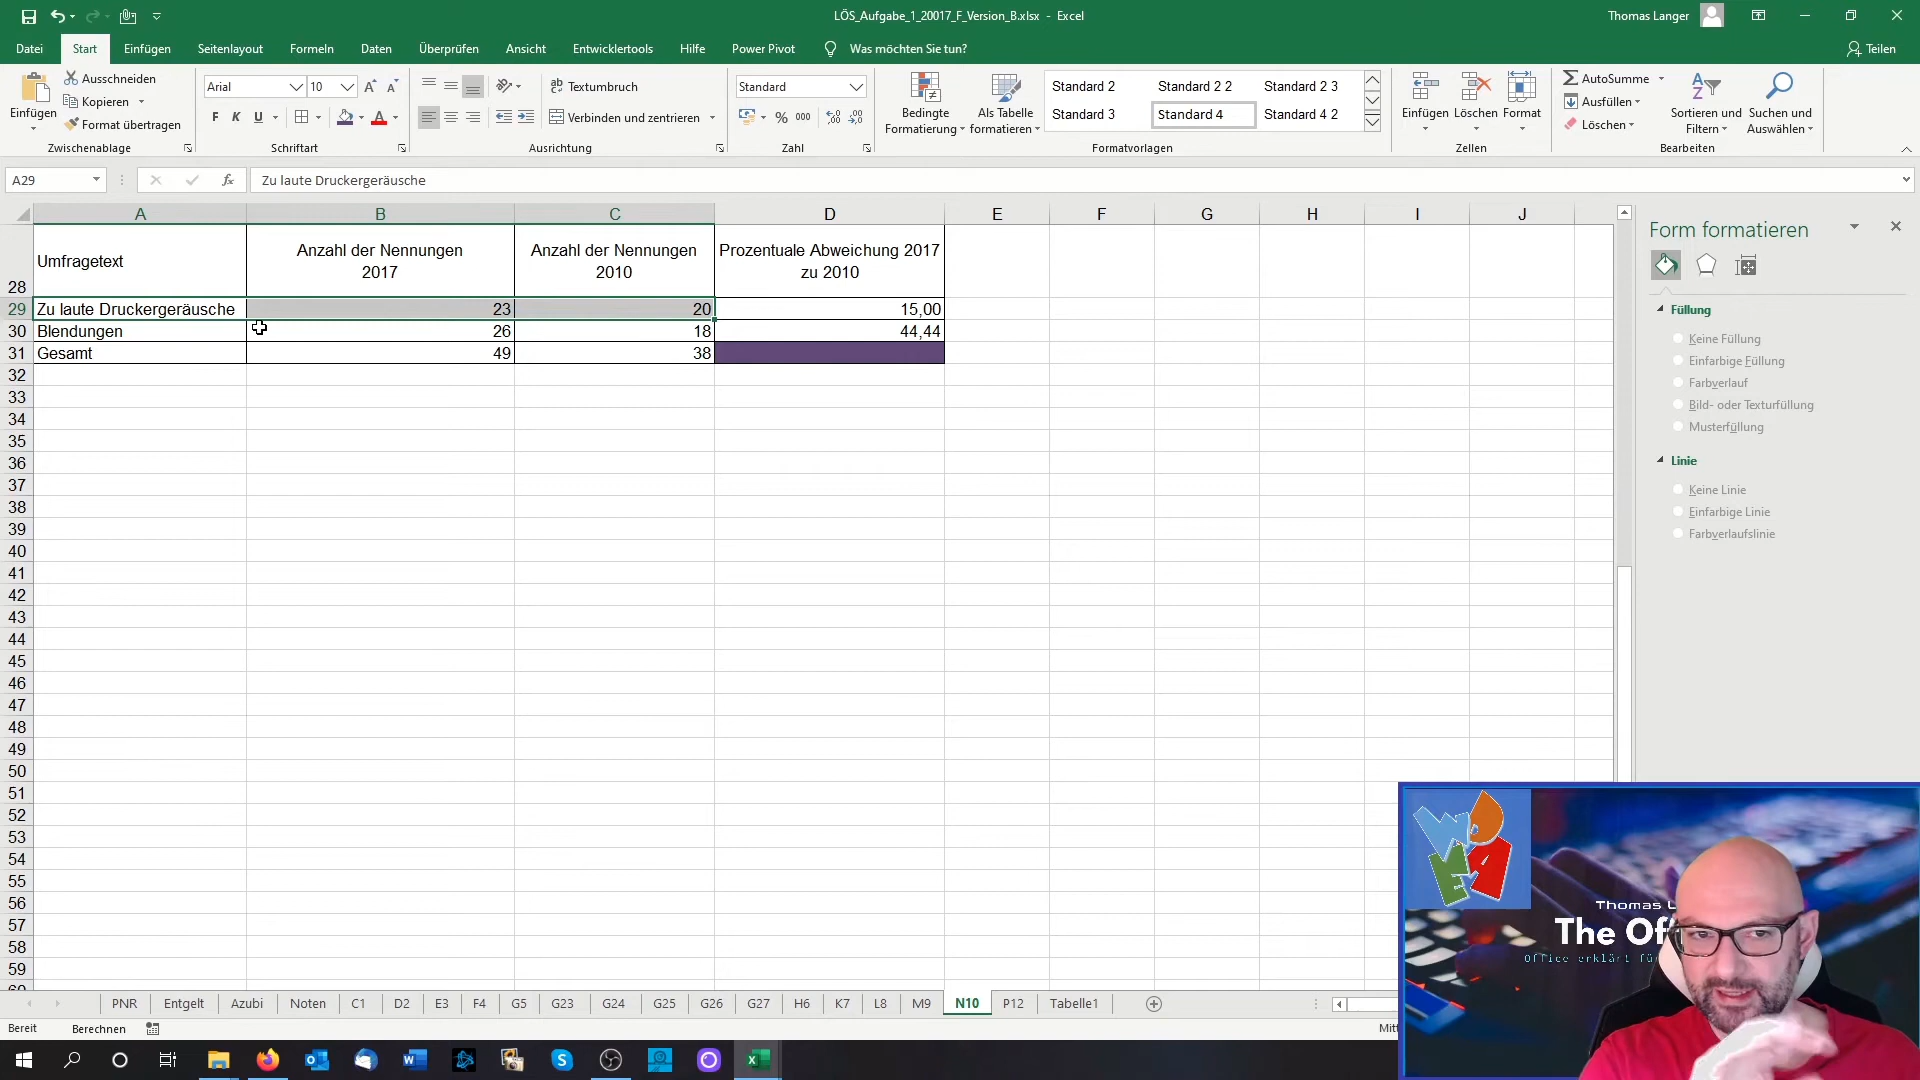 LÖS_Aufgabe_1_20017_F_Version_B.xlsx - Excel
Thomas Langer
Datei Start Einfügen Seitenlayout Formeln Daten Überprüfen Ansicht Entwicklertools Hilfe Power Pivot Was möchten Sie tun? Teilen
Einfügen
Ausschneiden
Kopieren
Format übertragen
Zwischenablage
Arial 10
F K U
Schriftart
Textumbruch
Verbinden und zentrieren
Ausrichtung
Standard
% 000
Zahl
Bedingte Formatierung
Als Tabelle formatieren
Standard 2 Standard 2 2 Standard 2 3
Standard 3 Standard 4 Standard 4 2
Formatvorlagen
Einfügen Löschen Format
Zellen
AutoSumme
Ausfüllen
Löschen
Sortieren und Filtern
Suchen und Auswählen
Bearbeiten
A29 fx Zu laute Druckergeräusche
A B C D E F G H I J
28 Umfragetext Anzahl der Nennungen 2017 Anzahl der Nennungen 2010 Prozentuale Abweichung 2017 zu 2010
29 Zu laute Druckergeräusche 23 20 15,00
30 Blendungen 26 18 44,44
31 Gesamt 49 38
32
33
34
35
36
37
38
39
40
41
42
43
44
45
46
47
48
49
50
51
52
53
54
55
56
57
58
59
Form formatieren
Füllung
Keine Füllung
Einfarbige Füllung
Farbverlauf
Bild- oder Texturfüllung
Musterfüllung
Linie
Keine Linie
Einfarbige Linie
Farbverlaufslinie
Thomas L
The Of
Office erklärt fü
PNR Entgelt Azubi Noten C1 D2 E3 F4 G5 G23 G24 G25 G26 G27 H6 K7 L8 M9 N10 P12 Tabelle1
Bereit Berechnen Mitt